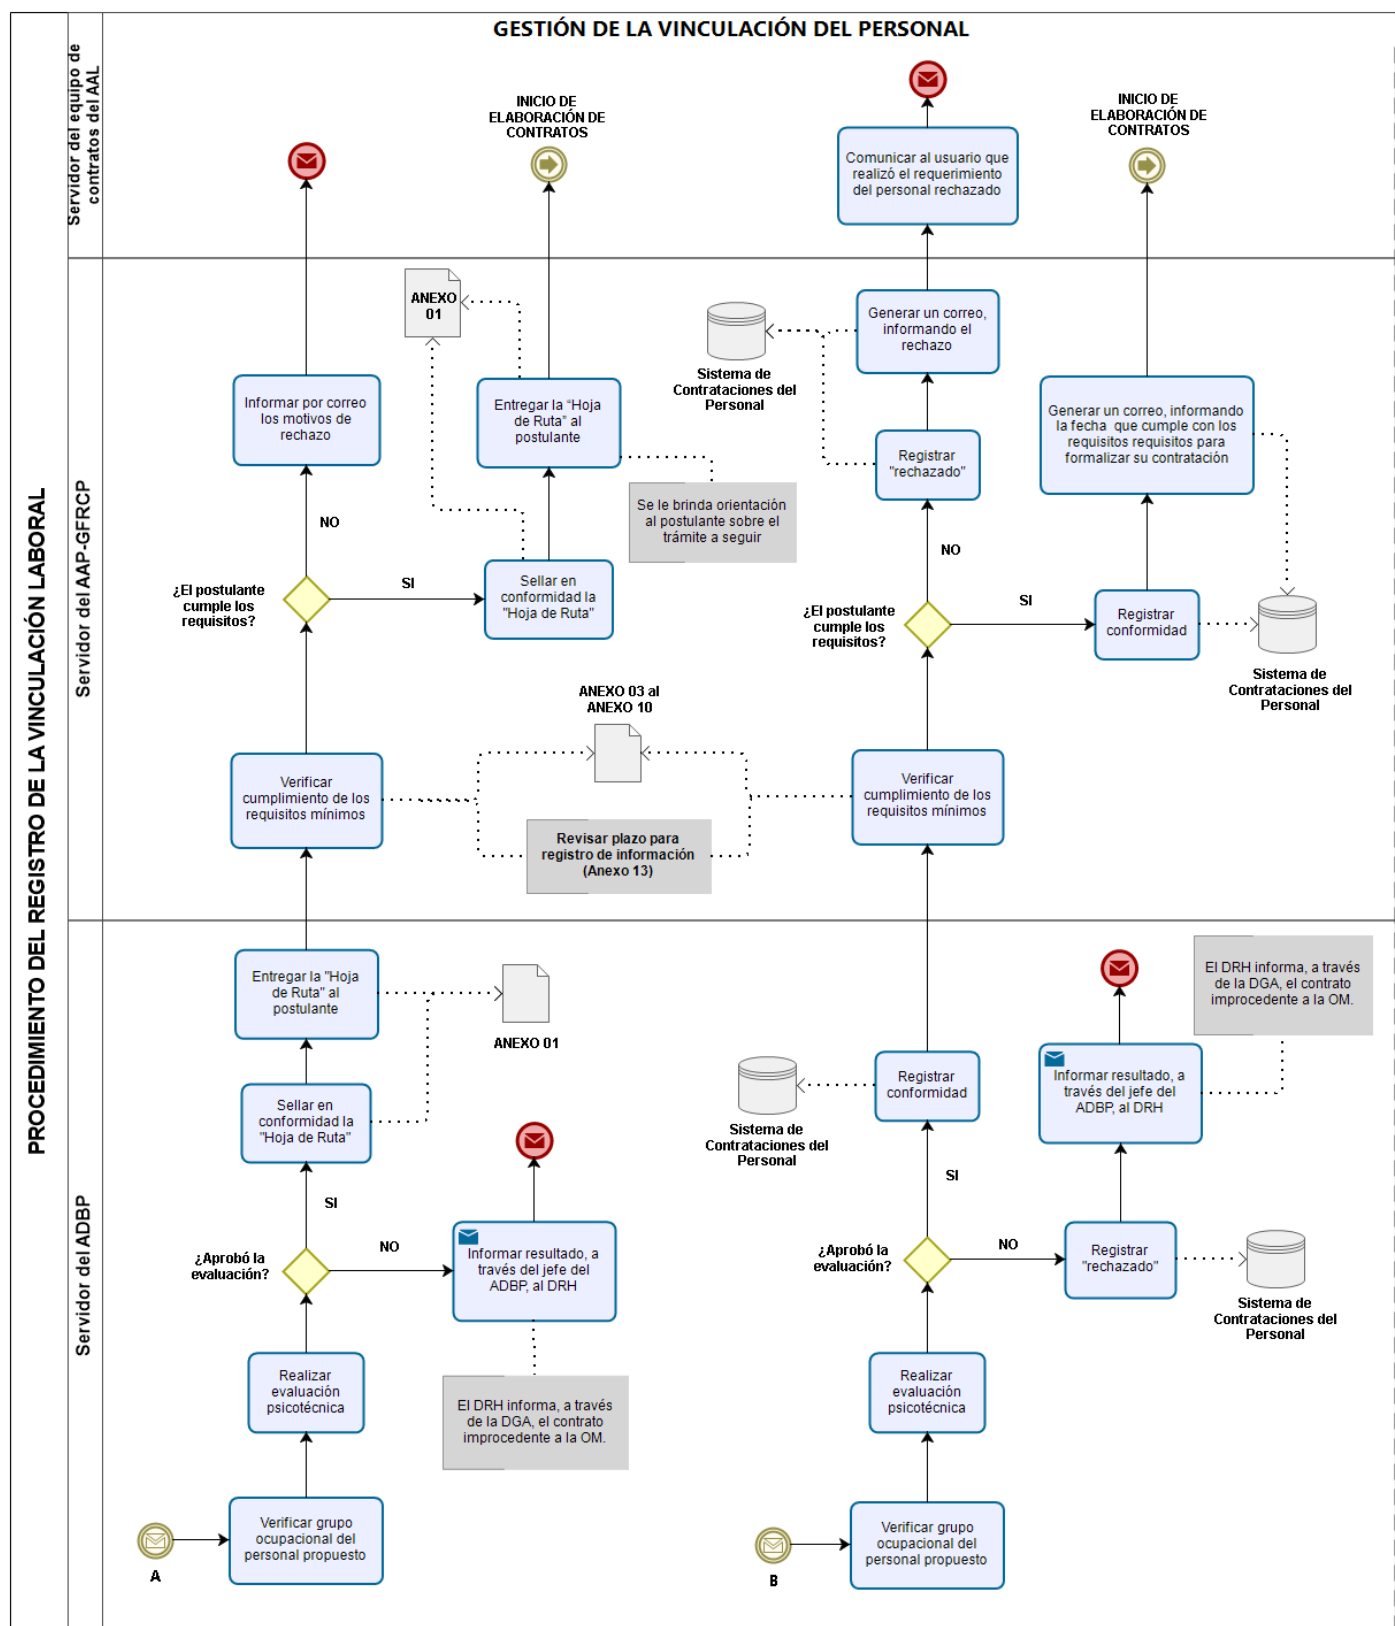 GESTIÓN DE LA VINCULACIÓN DEL PERSONAL
PROCEDIMIENTO DEL REGISTRO DE LA VINCULACIÓN LABORAL
Servidor del equipo de
contratos del AAL
INICIO DE
ELABORACIÓN DE
CONTRATOS
Comunicar al usuario que
realizó el requerimiento
del personal rechazado
INICIO DE
ELABORACIÓN DE
CONTRATOS
Servidor del AAP-GFRCP
ANEXO
01
Informar por correo
los motivos de
rechazo
Entregar la "Hoja
de Ruta" al
postulante
Sistema de
Contrataciones del
Personal
Generar un correo,
informando el
rechazo
Generar un correo, informando
la fecha que cumple con los
requisitos requisitos para
formalizar su contratación
Registrar
"rechazado"
Se le brinda orientación
al postulante sobre el
trámite a seguir
NO
NO
¿El postulante
cumple los
requisitos?
SI
Sellar en
conformidad la
"Hoja de Ruta"
¿El postulante
cumple los
requisitos?
SI
Registrar
conformidad
Sistema de
Contrataciones del
Personal
ANEXO 03 al
ANEXO 10
Verificar
cumplimiento de los
requisitos mínimos
Verificar
cumplimiento de los
requisitos mínimos
Revisar plazo para
registro de información
(Anexo 13)
Servidor del ADBP
Entregar la "Hoja
de Ruta" al
postulante
ANEXO 01
El DRH informa, a través
de la DGA, el contrato
improcedente a la OM.
Sellar en
conformidad la
"Hoja de Ruta"
Registrar
conformidad
Informar resultado, a
través del jefe del
ADBP, al DRH
Sistema de
Contrataciones del
Personal
SI
SI
¿Aprobó la
evaluación?
NO
Informar resultado, a
través del jefe del
ADBP, al DRH
¿Aprobó la
evaluación?
NO
Registrar
"rechazado"
Sistema de
Contrataciones del
Personal
Realizar
evaluación
psicotécnica
El DRH informa, a través
de la DGA, el contrato
improcedente a la OM.
Realizar
evaluación
psicotécnica
A
Verificar grupo
ocupacional del
personal propuesto
B
Verificar grupo
ocupacional del
personal propuesto